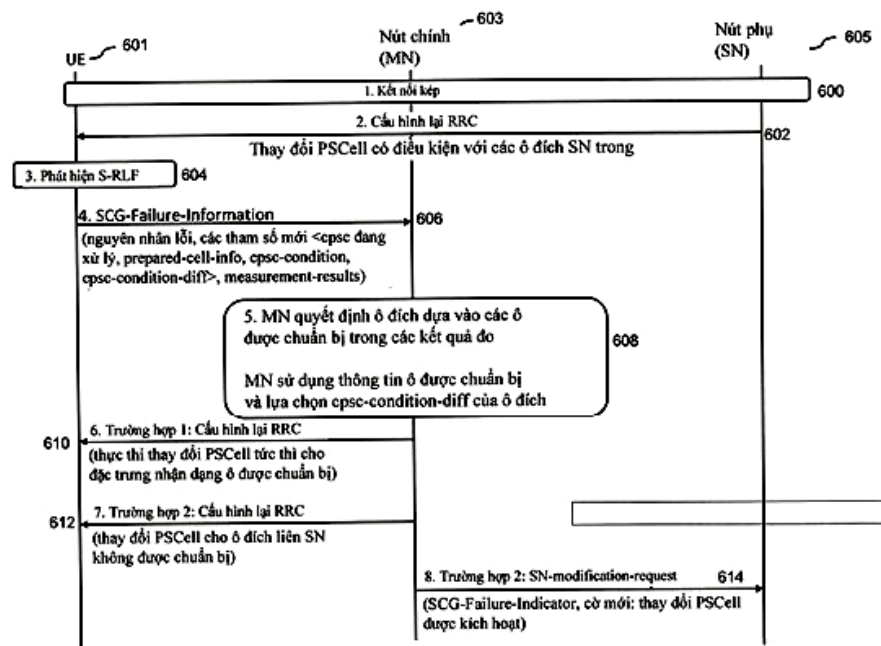 603
601
Nút chính
(MN)
Nút phụ
(SN)
605
UE
1. Kết nối kép
600
2. Cấu hình lại RRC
602
Thay đổi PSCell có điều kiện với các ô đích SN trong
3. Phát hiện S-RLF
604
4. SCG-Failure-Information
606
(nguyên nhân lỗi, các tham số mới <cpsc đang
xử lý, prepared-cell-info, cpsc-condition,
cpsc-condition-diff>, measurement-results)
5. MN quyết định ô đích dựa vào các ô
được chuẩn bị trong các kết quả đo
608
MN sử dụng thông tin ô được chuẩn bị
và lựa chọn cpsc-condition-diff của ô đích
6. Trường hợp 1: Cấu hình lại RRC
610
(thực thi thay đổi PSCell tức thì cho
đặc trưng nhận dạng ô được chuẩn bị)
7. Trường hợp 2: Cấu hình lại RRC
612
(thay đổi PSCell cho ô đích liên SN
không được chuẩn bị)
8. Trường hợp 2: SN-modification-request
614
(SCG-Failure-Indicator, cờ mới: thay đổi PSCell
được kích hoạt)